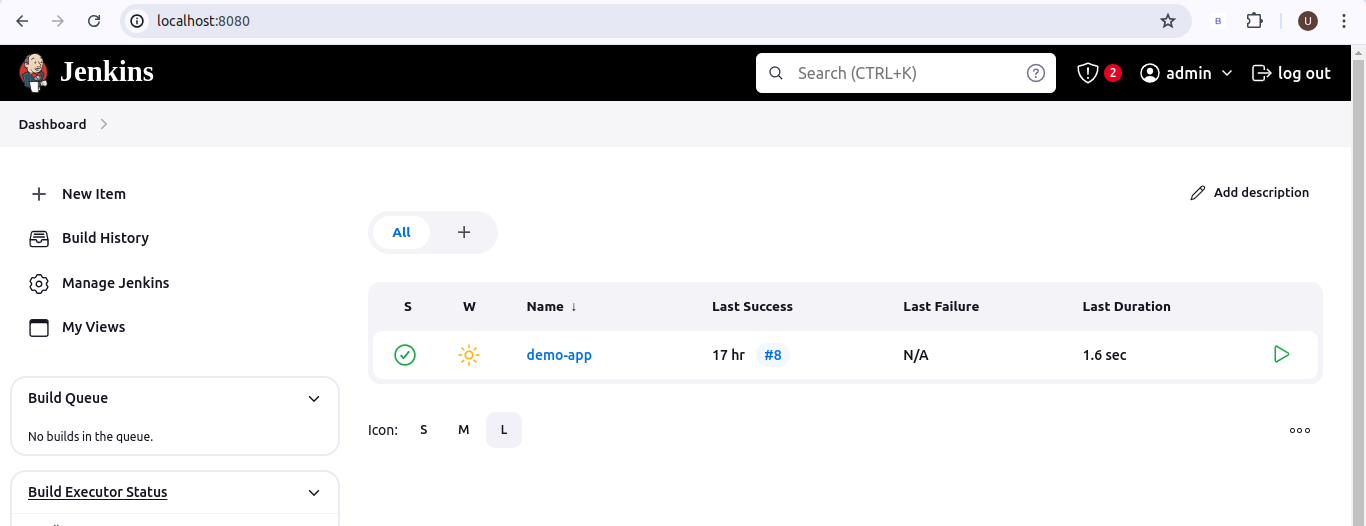 localhost:8080
B
U
Jenkins
Search (CTRL+K)
?
2
admin
log out
Dashboard
New Item
Build History
Manage Jenkins
My Views
Add description
All
S W Name ↓ Last Success Last Failure Last Duration
demo-app 17 hr #8 N/A 1.6 sec
Icon: S M L
Build Queue
No builds in the queue.
Build Executor Status